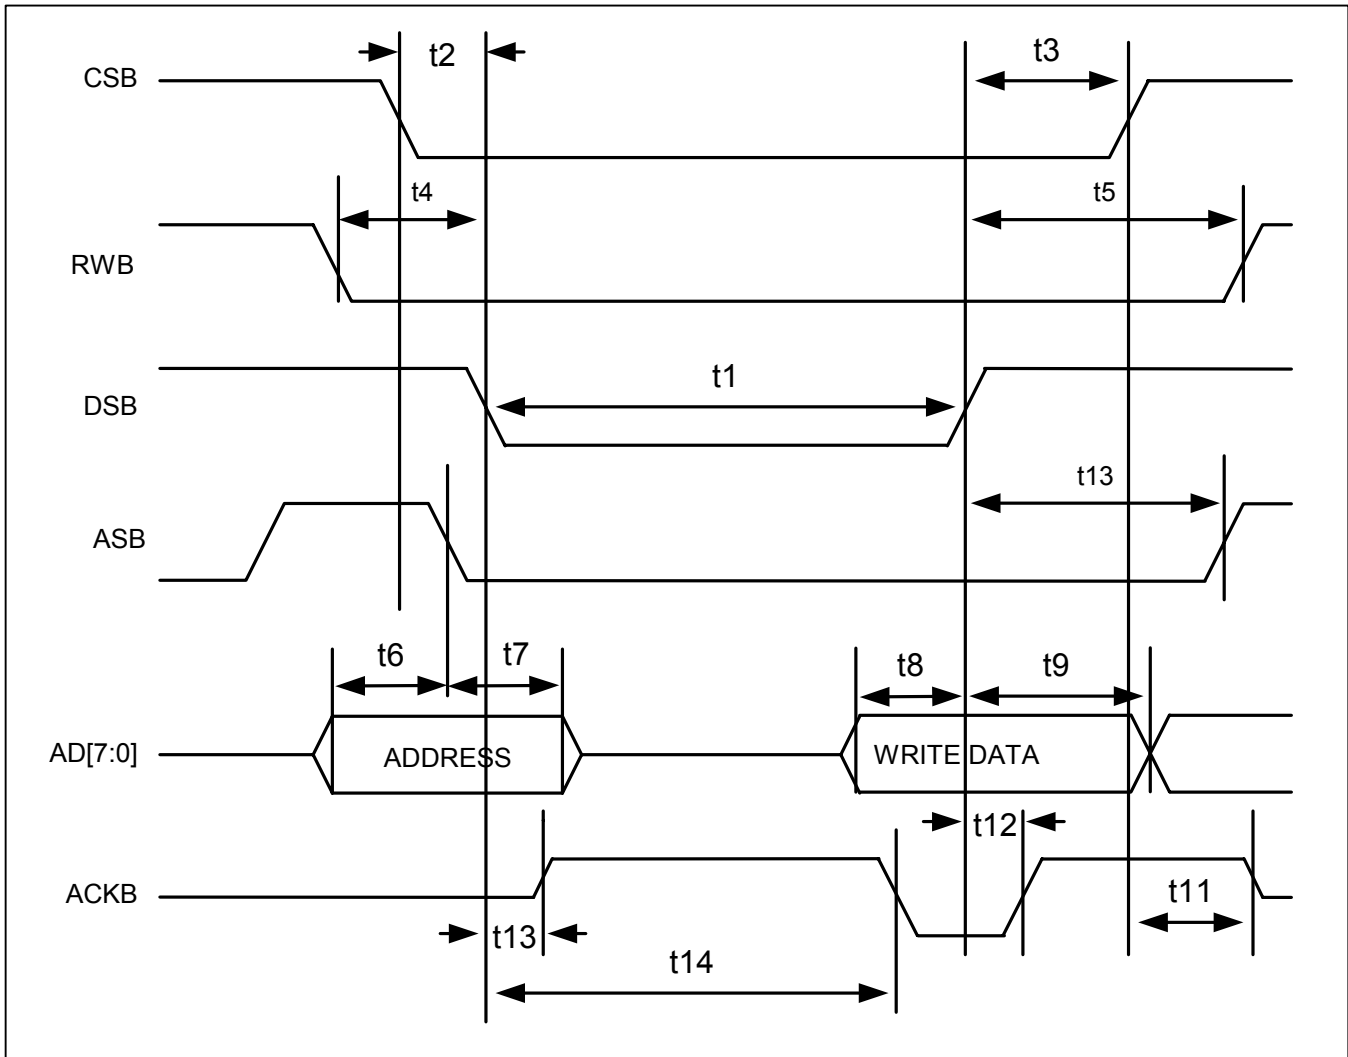 t2
t3
CSB
t4
t5
RWB
t1
DSB
t13
ASB
t6
t7
t8
t9
AD[7:0]
ADDRESS
WRITE DATA
t12
ACKB
t11
t13
t14